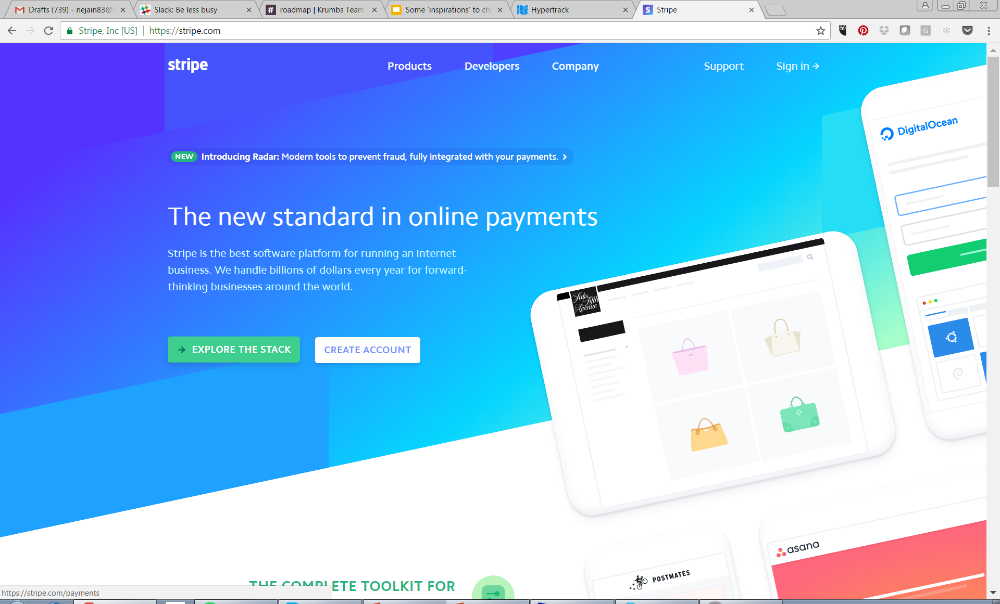 Drafts (739) - nejain83@
Slack: Be less busy
roadmap | Krumbs Team
Some 'inspirations' to ch
Hypertrack
Stripe
Stripe, Inc [US]
https://stripe.com
stripe
Products
Developers
Company
Support
Sign in →
DigitalOcean
NEW Introducing Radar: Modern tools to prevent fraud, fully integrated with your payments.
The new standard in online payments
Stripe is the best software platform for running an internet
business. We handle billions of dollars every year for forward-
thinking businesses around the world.
Saks
Fifth
Avenue
→ EXPLORE THE STACK
CREATE ACCOUNT
asana
POSTMATES
THE COMPLETE TOOLKIT FOR
https://stripe.com/payments